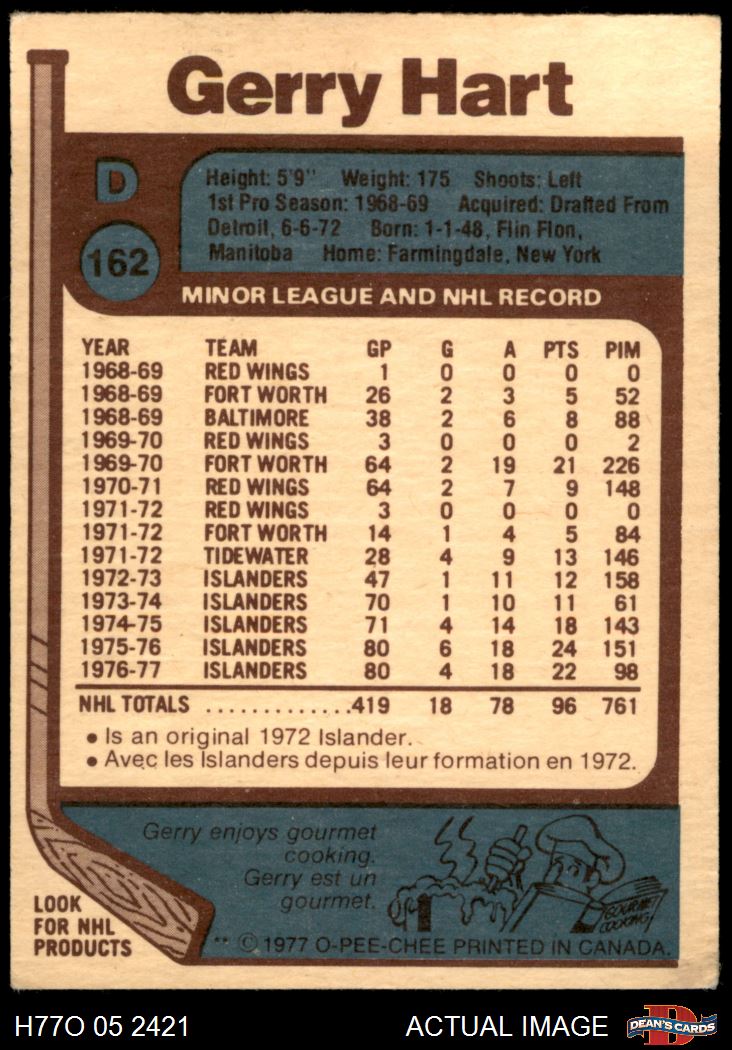 Gerry Hart
D
162
Height: 5'9" Weight: 175 Shoots: Left
1st Pro Season: 1968-69 Acquired: Drafted From
Detroit, 6-6-72 Born: 1-1-48, Flin Flon,
Manitoba Home: Farmingdale, New York
MINOR LEAGUE AND NHL RECORD
YEAR TEAM GP G A PTS PIM
1968-69 RED WINGS 1 0 0 0 0
1968-69 FORT WORTH 26 2 3 5 52
1968-69 BALTIMORE 38 2 6 8 88
1969-70 RED WINGS 3 0 0 0 2
1969-70 FORT WORTH 64 2 19 21 226
1970-71 RED WINGS 64 2 7 9 148
1971-72 RED WINGS 3 0 0 0 0
1971-72 FORT WORTH 14 1 4 5 84
1971-72 TIDEWATER 28 4 9 13 146
1972-73 ISLANDERS 47 1 11 12 158
1973-74 ISLANDERS 70 1 10 11 61
1974-75 ISLANDERS 71 4 14 18 143
1975-76 ISLANDERS 80 6 18 24 151
1976-77 ISLANDERS 80 4 18 22 98
NHL TOTALS .............419 18 78 96 761
• Is an original 1972 Islander.
• Avec les Islanders depuis leur formation en 1972.
Gerry enjoys gourmet
cooking.
Gerry est un
gourmet.
GOURMET
COOKING
LOOK
FOR NHL
PRODUCTS
** © 1977 O-PEE-CHEE PRINTED IN CANADA.
H77O 05 2421 ACTUAL IMAGE
DEAN'S CARDS